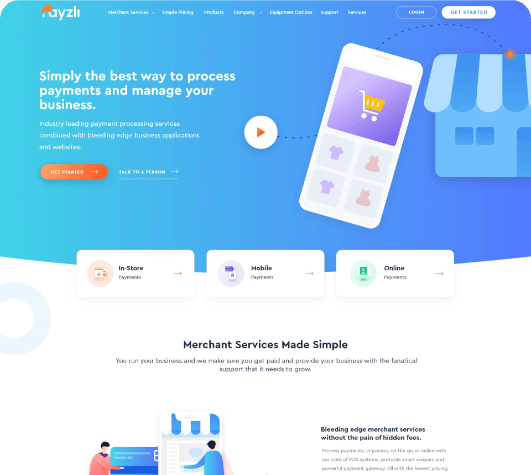 Payzli
Merchant Services Simple Pricing Products Company Equipment Options Support Services LOGIN GET STARTED
Simply the best way to process
payments and manage your
business.
Industry leading payment processing services
combined with bleeding edge business applications
and websites.
GET STARTED TALK TO A PERSON
In-Store
Payments
Mobile
Payments
Online
Payments
Merchant Services Made Simple
You run your business and we make sure you get paid and provide your business with the fanatical
support that it needs to grow.
Bleeding edge merchant services
without the pain of hidden fees.
Process payments, in-person, on the go or online with
our suite of POS systems, portable smart swipers and
powerful payment gateway. All with the lowest pricing